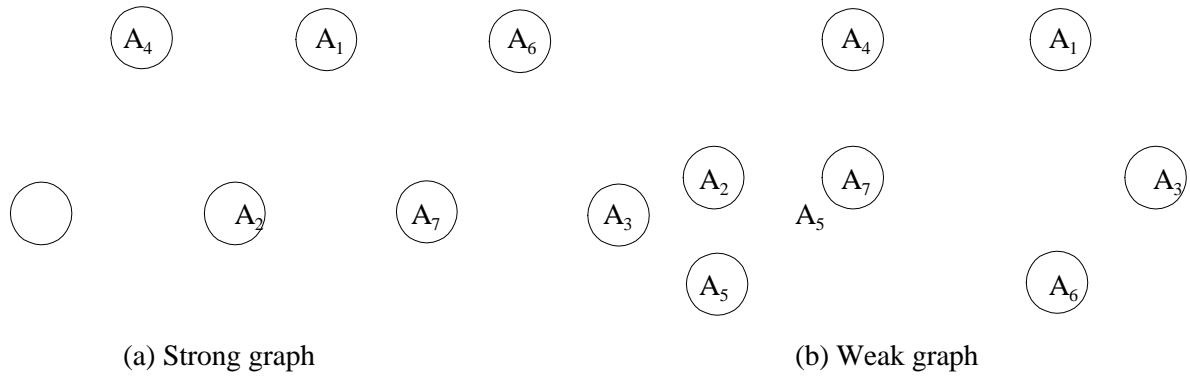 A4 A1 A6
A2 A7 A3
(a) Strong graph
A4 A1
A2 A7 A3
A5
A5 A6
(b) Weak graph